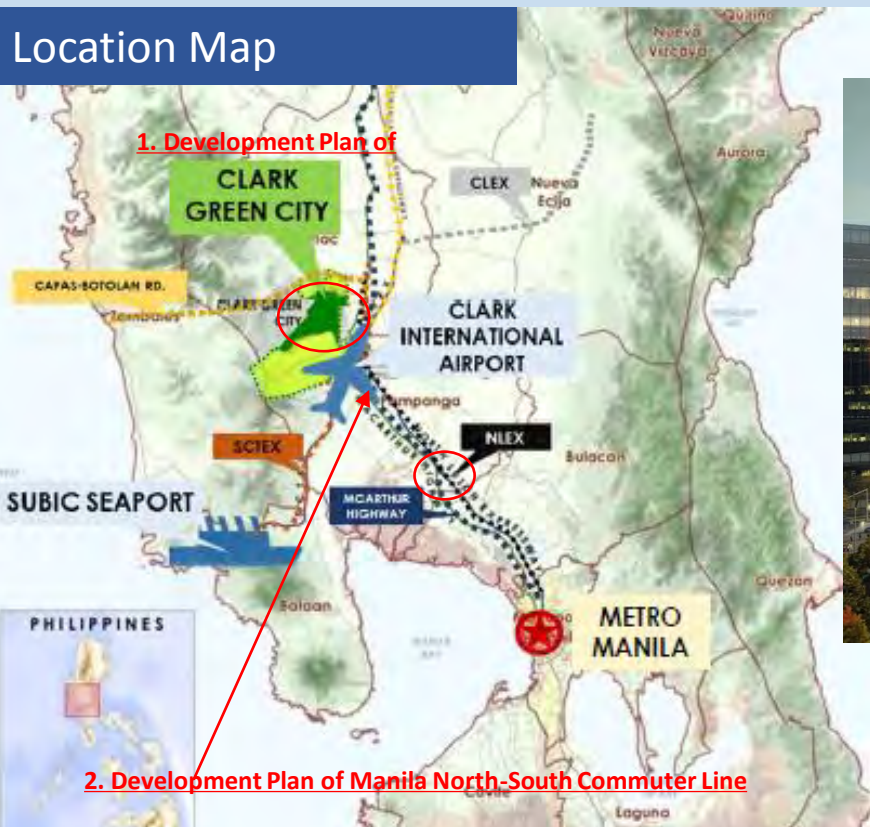 Location Map
Nueva
Aurora
1. Development Plan of
CLARK
GREEN CITY
CLEX
Nueva
Ecija
CAPAS-BOTOLAN RD.
Zambales
CLARK GREEN
CITY
CLARK
INTERNATIONAL
AIRPORT
Pampanga
SCTEX
NLEX
Bulacan
SUBIC SEAPORT
MCARTHUR
HIGHWAY
Quezon
Bataan
PHILIPPINES
METRO
MANILA
2. Development Plan of Manila North-South Commuter Line
Cavite
Laguna